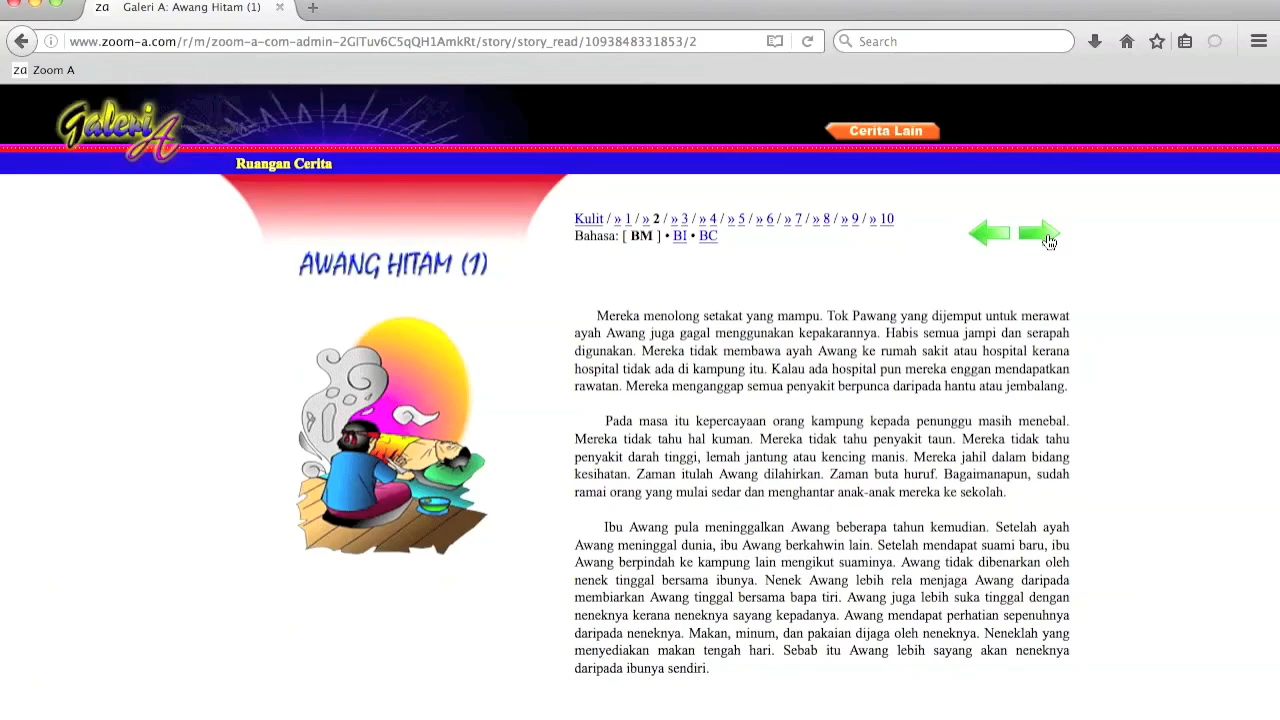 za Galeri A: Awang Hitam (1)
www.zoom-a.com/r/m/zoom-a-com-admin-2GITuv6C5qQH1AmkRt/story/story_read/1093848331853/2
Search
za Zoom A
Galeri A
Cerita Lain
Ruangan Cerita
Kulit / » 1 / » 2 / » 3 / » 4 / » 5 / » 6 / » 7 / » 8 / » 9 / » 10
Bahasa: [ BM ] • BI • BC
AWANG HITAM (1)
Mereka menolong setakat yang mampu. Tok Pawang yang dijemput untuk merawat
ayah Awang juga gagal menggunakan kepakarannya. Habis semua jampi dan serapah
digunakan. Mereka tidak membawa ayah Awang ke rumah sakit atau hospital kerana
hospital tidak ada di kampung itu. Kalau ada hospital pun mereka enggan mendapatkan
rawatan. Mereka menganggap semua penyakit berpunca daripada hantu atau jembalang.
Pada masa itu kepercayaan orang kampung kepada penunggu masih menebal.
Mereka tidak tahu hal kuman. Mereka tidak tahu penyakit taun. Mereka tidak tahu
penyakit darah tinggi, lemah jantung atau kencing manis. Mereka jahil dalam bidang
kesihatan. Zaman itulah Awang dilahirkan. Zaman buta huruf. Bagaimanapun, sudah
ramai orang yang mulai sedar dan menghantar anak-anak mereka ke sekolah.
Ibu Awang pula meninggalkan Awang beberapa tahun kemudian. Setelah ayah
Awang meninggal dunia, ibu Awang berkahwin lain. Setelah mendapat suami baru, ibu
Awang berpindah ke kampung lain mengikut suaminya. Awang tidak dibenarkan oleh
nenek tinggal bersama ibunya. Nenek Awang lebih rela menjaga Awang daripada
membiarkan Awang tinggal bersama bapa tiri. Awang juga lebih suka tinggal dengan
neneknya kerana neneknya sayang kepadanya. Awang mendapat perhatian sepenuhnya
daripada neneknya. Makan, minum, dan pakaian dijaga oleh neneknya. Neneklah yang
menyediakan makan tengah hari. Sebab itu Awang lebih sayang akan neneknya
daripada ibunya sendiri.